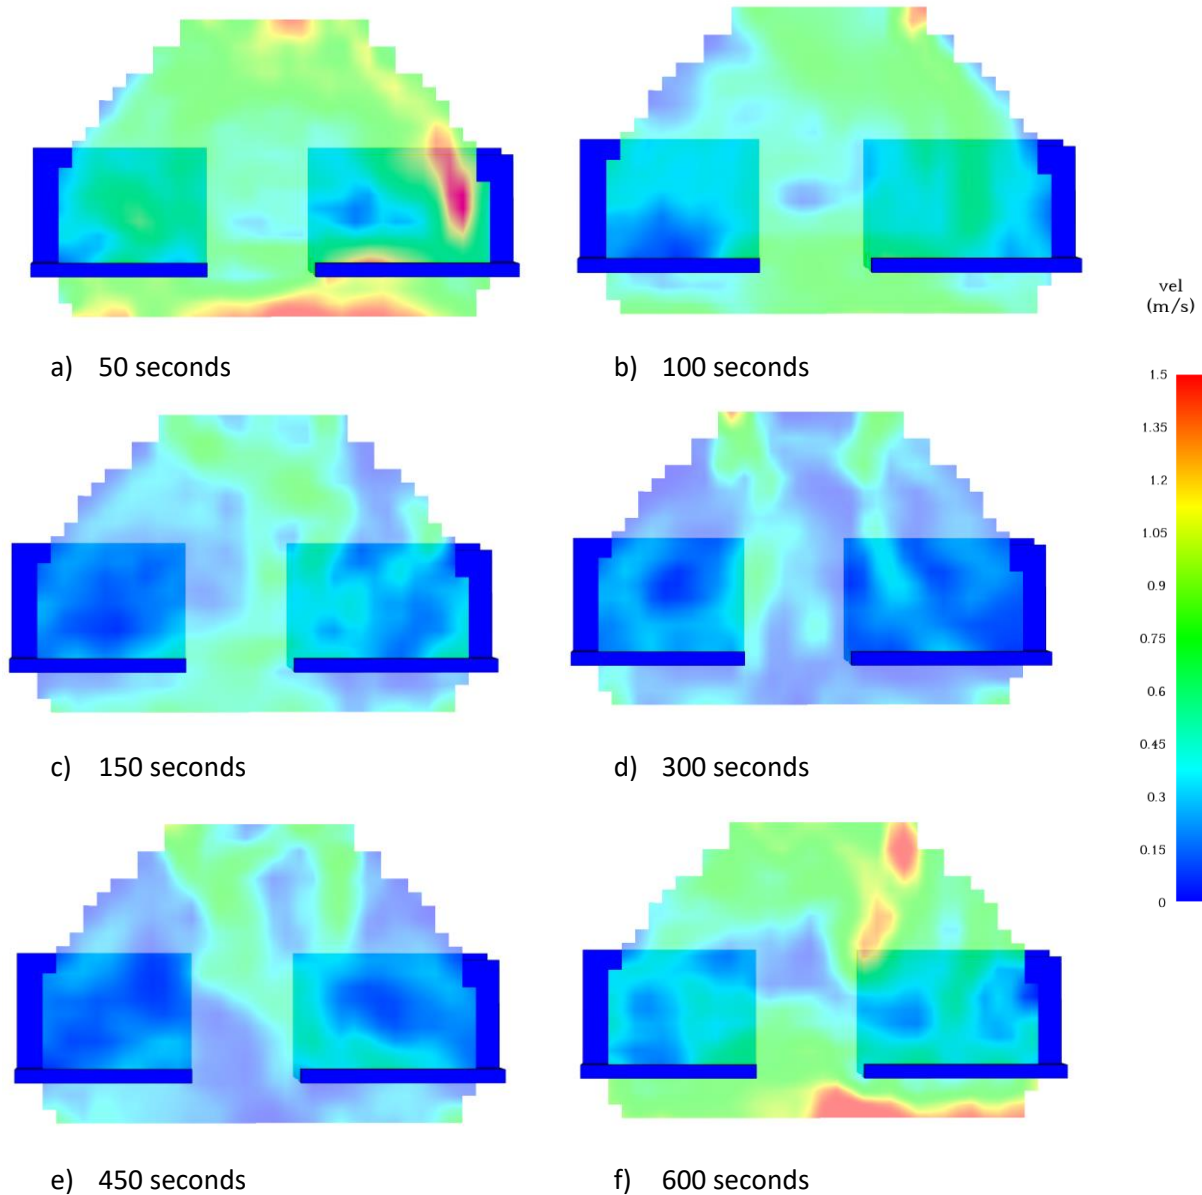 a) 50 seconds
b) 100 seconds
vel
(m/s)
1.5
1.35
1.2
1.05
0.9
0.75
0.6
0.45
0.3
0.15
0
c) 150 seconds
d) 300 seconds
e) 450 seconds
f) 600 seconds